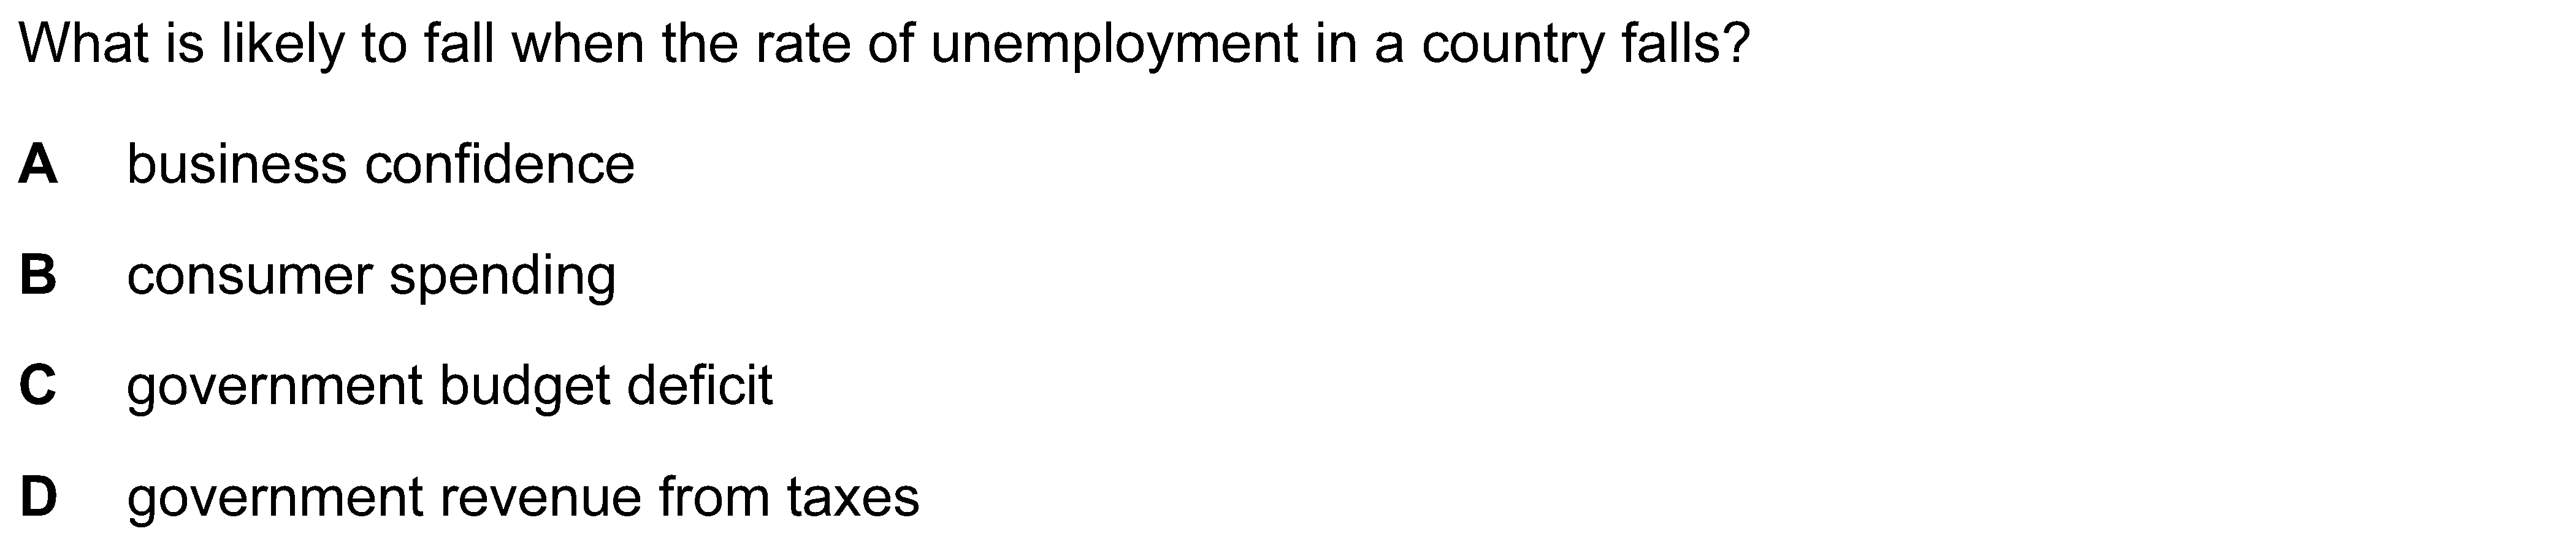 What is likely to fall when the rate of unemployment in a country falls?
A business confidence
B consumer spending
C government budget deficit
D government revenue from taxes